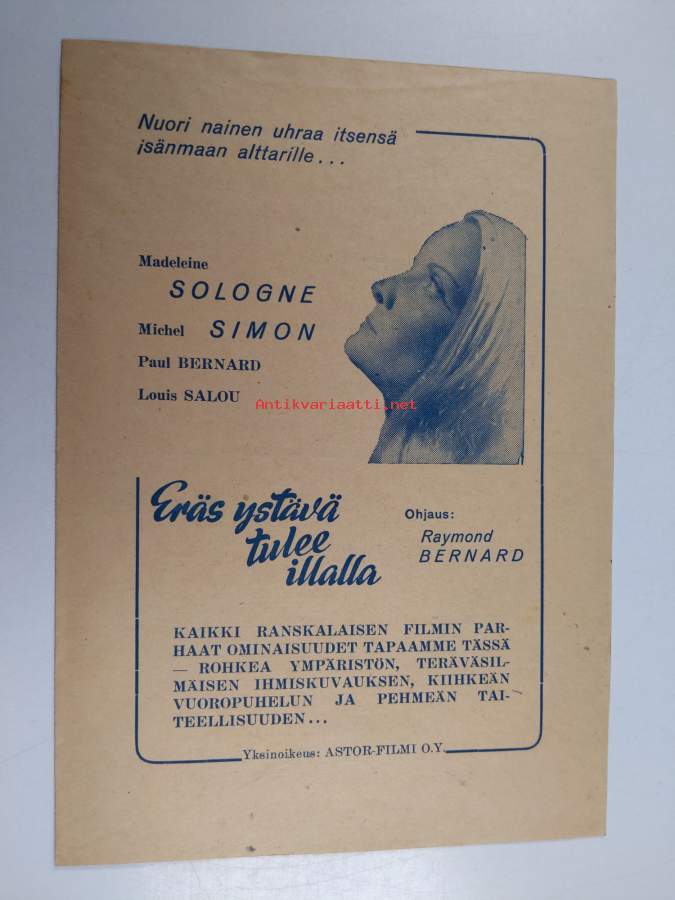 Nuori nainen uhraa itsensä
isänmaan alttarille...
Madeleine
SOLOGNE
Michel SIMON
Paul BERNARD
Louis SALOU
Antikvariaatti.net
Eräs ystävä
tulee
illalla
Ohjaus:
Raymond
BERNARD
KAIKKI RANSKALAISEN FILMIN PAR-
HAAT OMINAISUUDET TAPAAMME TÄSSÄ
— ROHKEA YMPÄRISTÖN, TERÄVÄSIL-
MÄISEN IHMISKUVAUKSEN, KIIHKEÄN
VUOROPUHELUN JA PEHMEÄN TAI-
TEELLISUUDEN...
Yksinoikeus: ASTOR-FILMI O.Y.